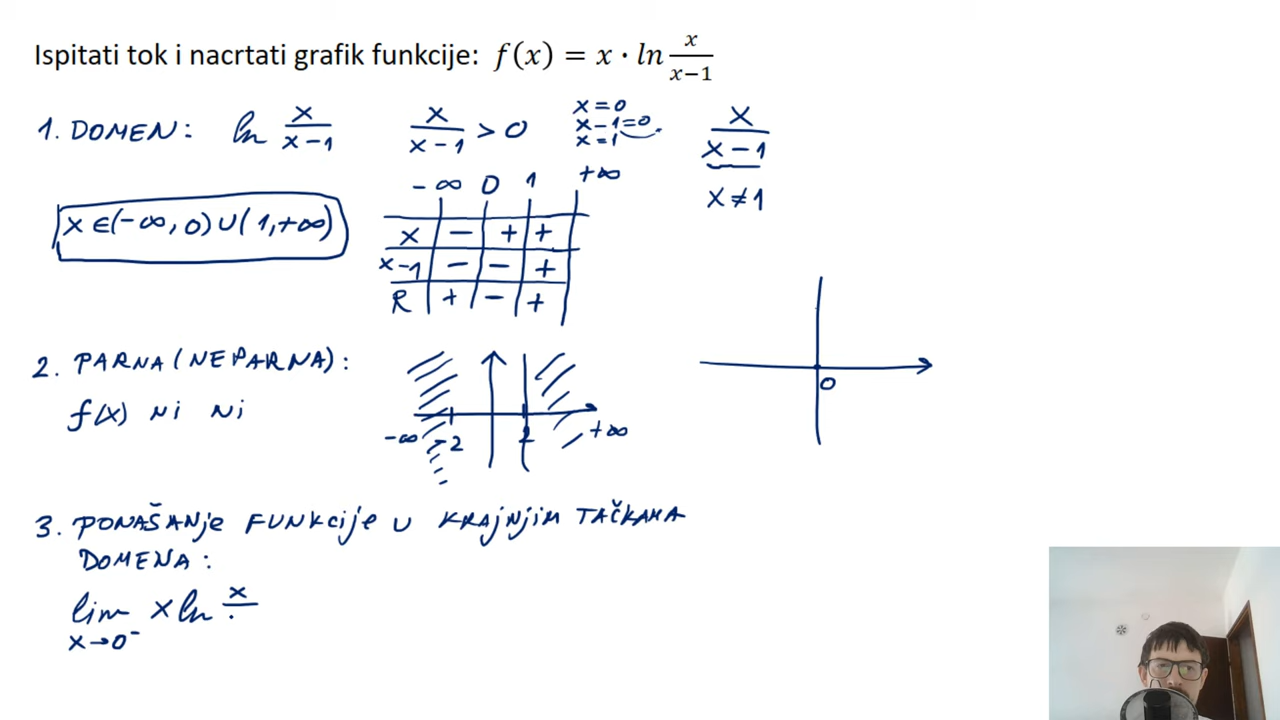 Ispitati tok i nacrtati grafik funkcije: f(x) = x · ln x/(x−1)
1. DOMEN: ln x/(x−1)
x/(x−1) > 0
x=0
x−1=0
x=1
x/(x−1)
x≠1
x ∈ (−∞, 0) ∪ (1, +∞)
−∞ 0 1 +∞
x − + +
x−1 − − +
R + − +
2. PARNA (NEPARNA):
f(x) Ni Ni
−∞ −2 2 +∞
0
3. PONAŠANje FUNKcije U KRAJNjiM TAČKAMA
DOMENA:
lim x→0⁻ x ln x/